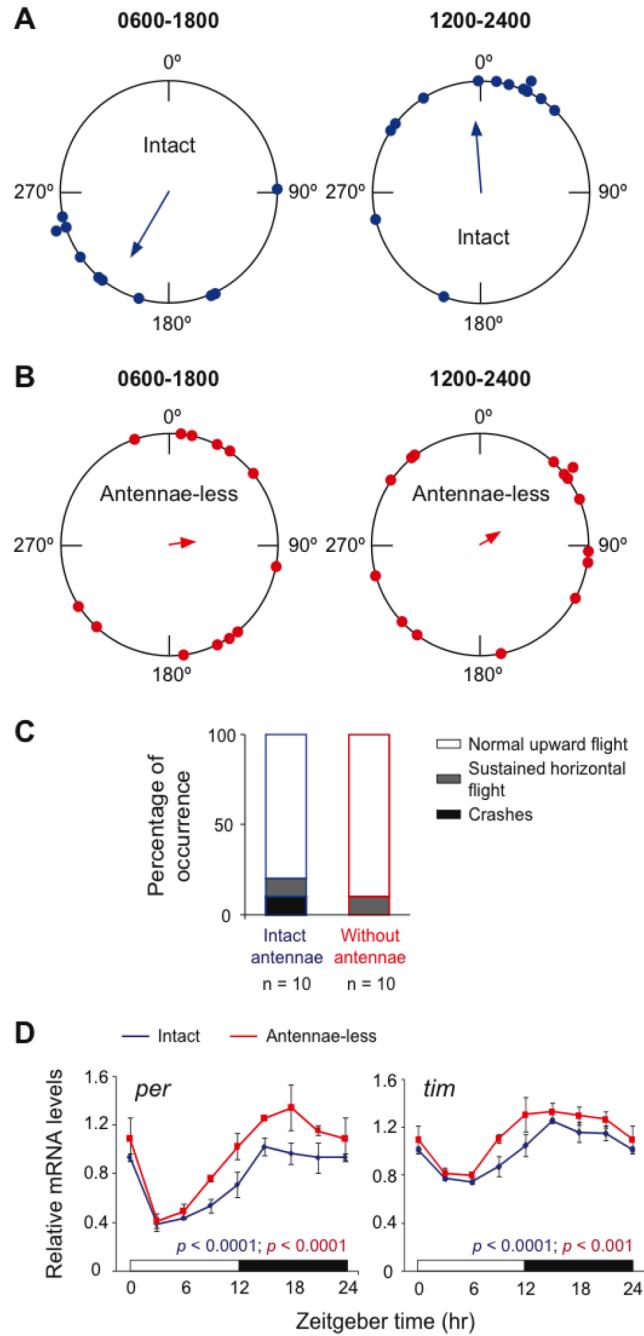 A
0600-1800
1200-2400
0º
0º
Intact
270º
90º
270º
90º
Intact
180º
180º
B
0600-1800
1200-2400
0º
0º
Antennae-less
Antennae-less
270º
90º
270º
90º
180º
180º
C
Percentage of
occurrence
100
50
0
Normal upward flight
Sustained horizontal
flight
Crashes
Intact
antennae
Without
antennae
n = 10
n = 10
D
Intact
Antennae-less
Relative mRNA levels
1.6
1.2
0.8
0.4
0
per
p < 0.0001; p < 0.0001
0
6
12
18
24
1.6
1.2
0.8
0.4
0
tim
p < 0.0001; p < 0.001
0
6
12
18
24
Zeitgeber time (hr)